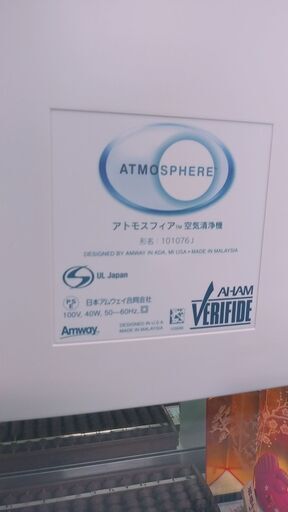 ATMOSPHERE™
アトモスフィア™ 空気清浄機
形名:101076J
DESIGNED BY AMWAY IN ADA, MI USA • MADE IN MALAYSIA
UL Japan
PSE 日本アムウェイ合同会社
100V, 40W, 50—60Hz,
Amway
DESIGNED IN U.S.A
MADE IN MALAYSIA
AHAM
VERIFIDE